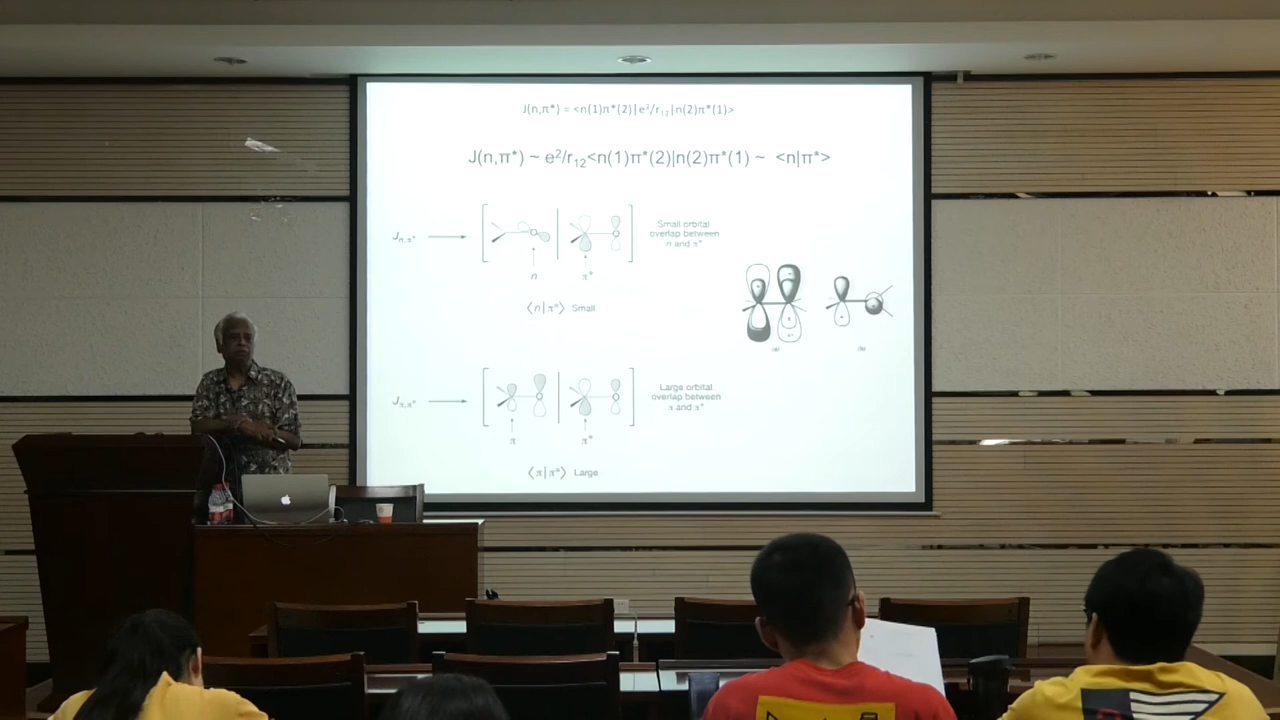 J(n,π*) = <n(1)π*(2)|e²/r₁₂|n(2)π*(1)>
J(n,π*) ~ e²/r₁₂<n(1)π*(2)|n(2)π*(1) ~ <n|π*>
Jn,π*
n
π*
Small orbital
overlap between
n and π*
⟨n|π*⟩ Small
Jπ,π*
π
π*
Large orbital
overlap between
π and π*
⟨π|π*⟩ Large